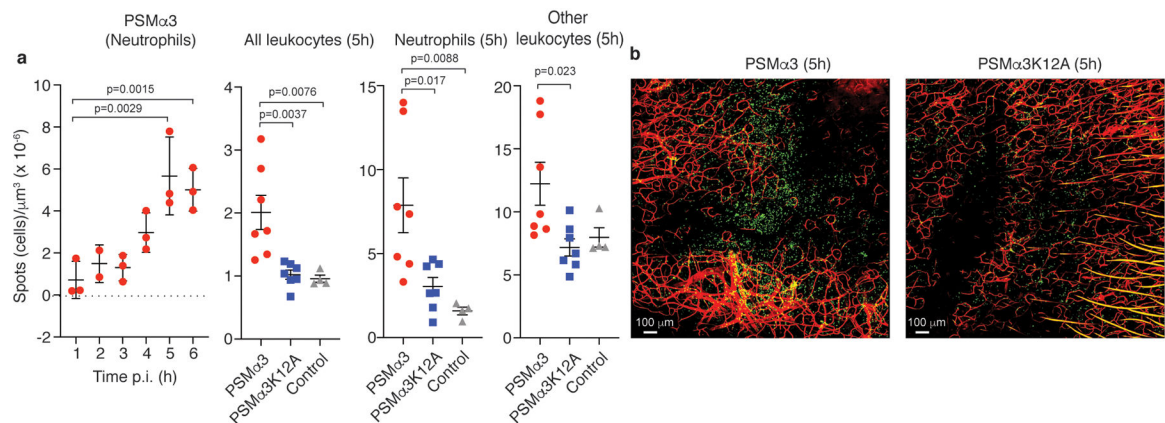 PSMα3
(Neutrophils)
a
Spots (cells)/μm³ (x 10⁻⁶)
p=0.0015
p=0.0029
8
6
4
2
0
-2
1 2 3 4 5 6
Time p.i. (h)
All leukocytes (5h)
p=0.0076
p=0.0037
4
3
2
1
0
PSMα3
PSMα3K12A
Control
Neutrophils (5h)
p=0.0088
p=0.017
15
10
5
0
PSMα3
PSMα3K12A
Control
Other
leukocytes (5h)
p=0.023
20
15
10
5
0
PSMα3
PSMα3K12A
Control
b
PSMα3 (5h)
100 μm
PSMα3K12A (5h)
100 μm